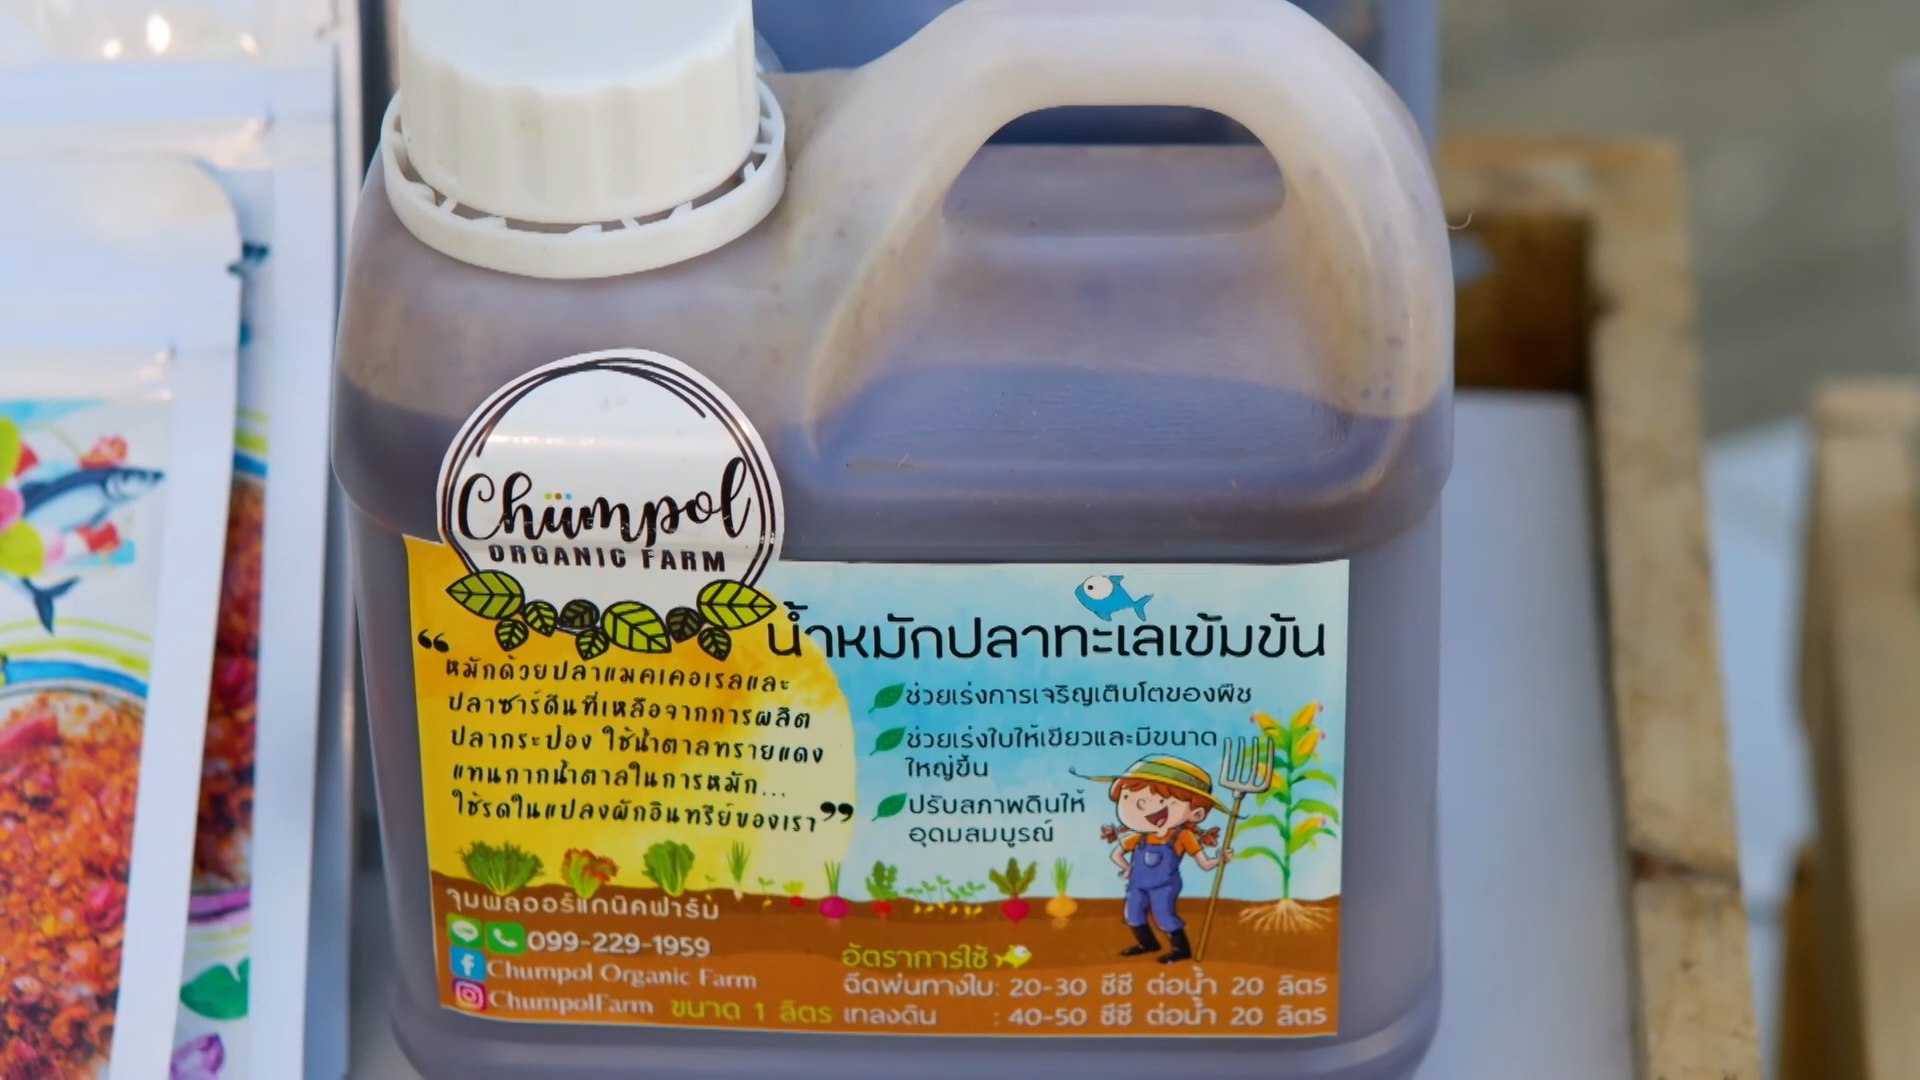 Chumpol
ORGANIC FARM
น้ำหมักปลาทะเลเข้มข้น
“หมักด้วยปลาแมคเคอเรลและ
ปลาซาร์ดีนที่เหลือจากการผลิต
ปลากระป๋อง ใช้น้ำตาลทรายแดง
แทนกากน้ำตาลในการหมัก...
ใช้รดในแปลงผักอินทรีย์ของเรา”
ช่วยเร่งการเจริญเติบโตของพืช
ช่วยเร่งใบให้เขียวและมีขนาด
ใหญ่ขึ้น
ปรับสภาพดินให้
อุดมสมบูรณ์
จุมพลออร์แกนิคฟาร์ม
099-229-1959
Chumpol Organic Farm
ChumpolFarm ขนาด 1 ลิตร
อัตราการใช้
ฉีดพ่นทางใบ: 20-30 ซีซี ต่อน้ำ 20 ลิตร
เทลงดิน : 40-50 ซีซี ต่อน้ำ 20 ลิตร